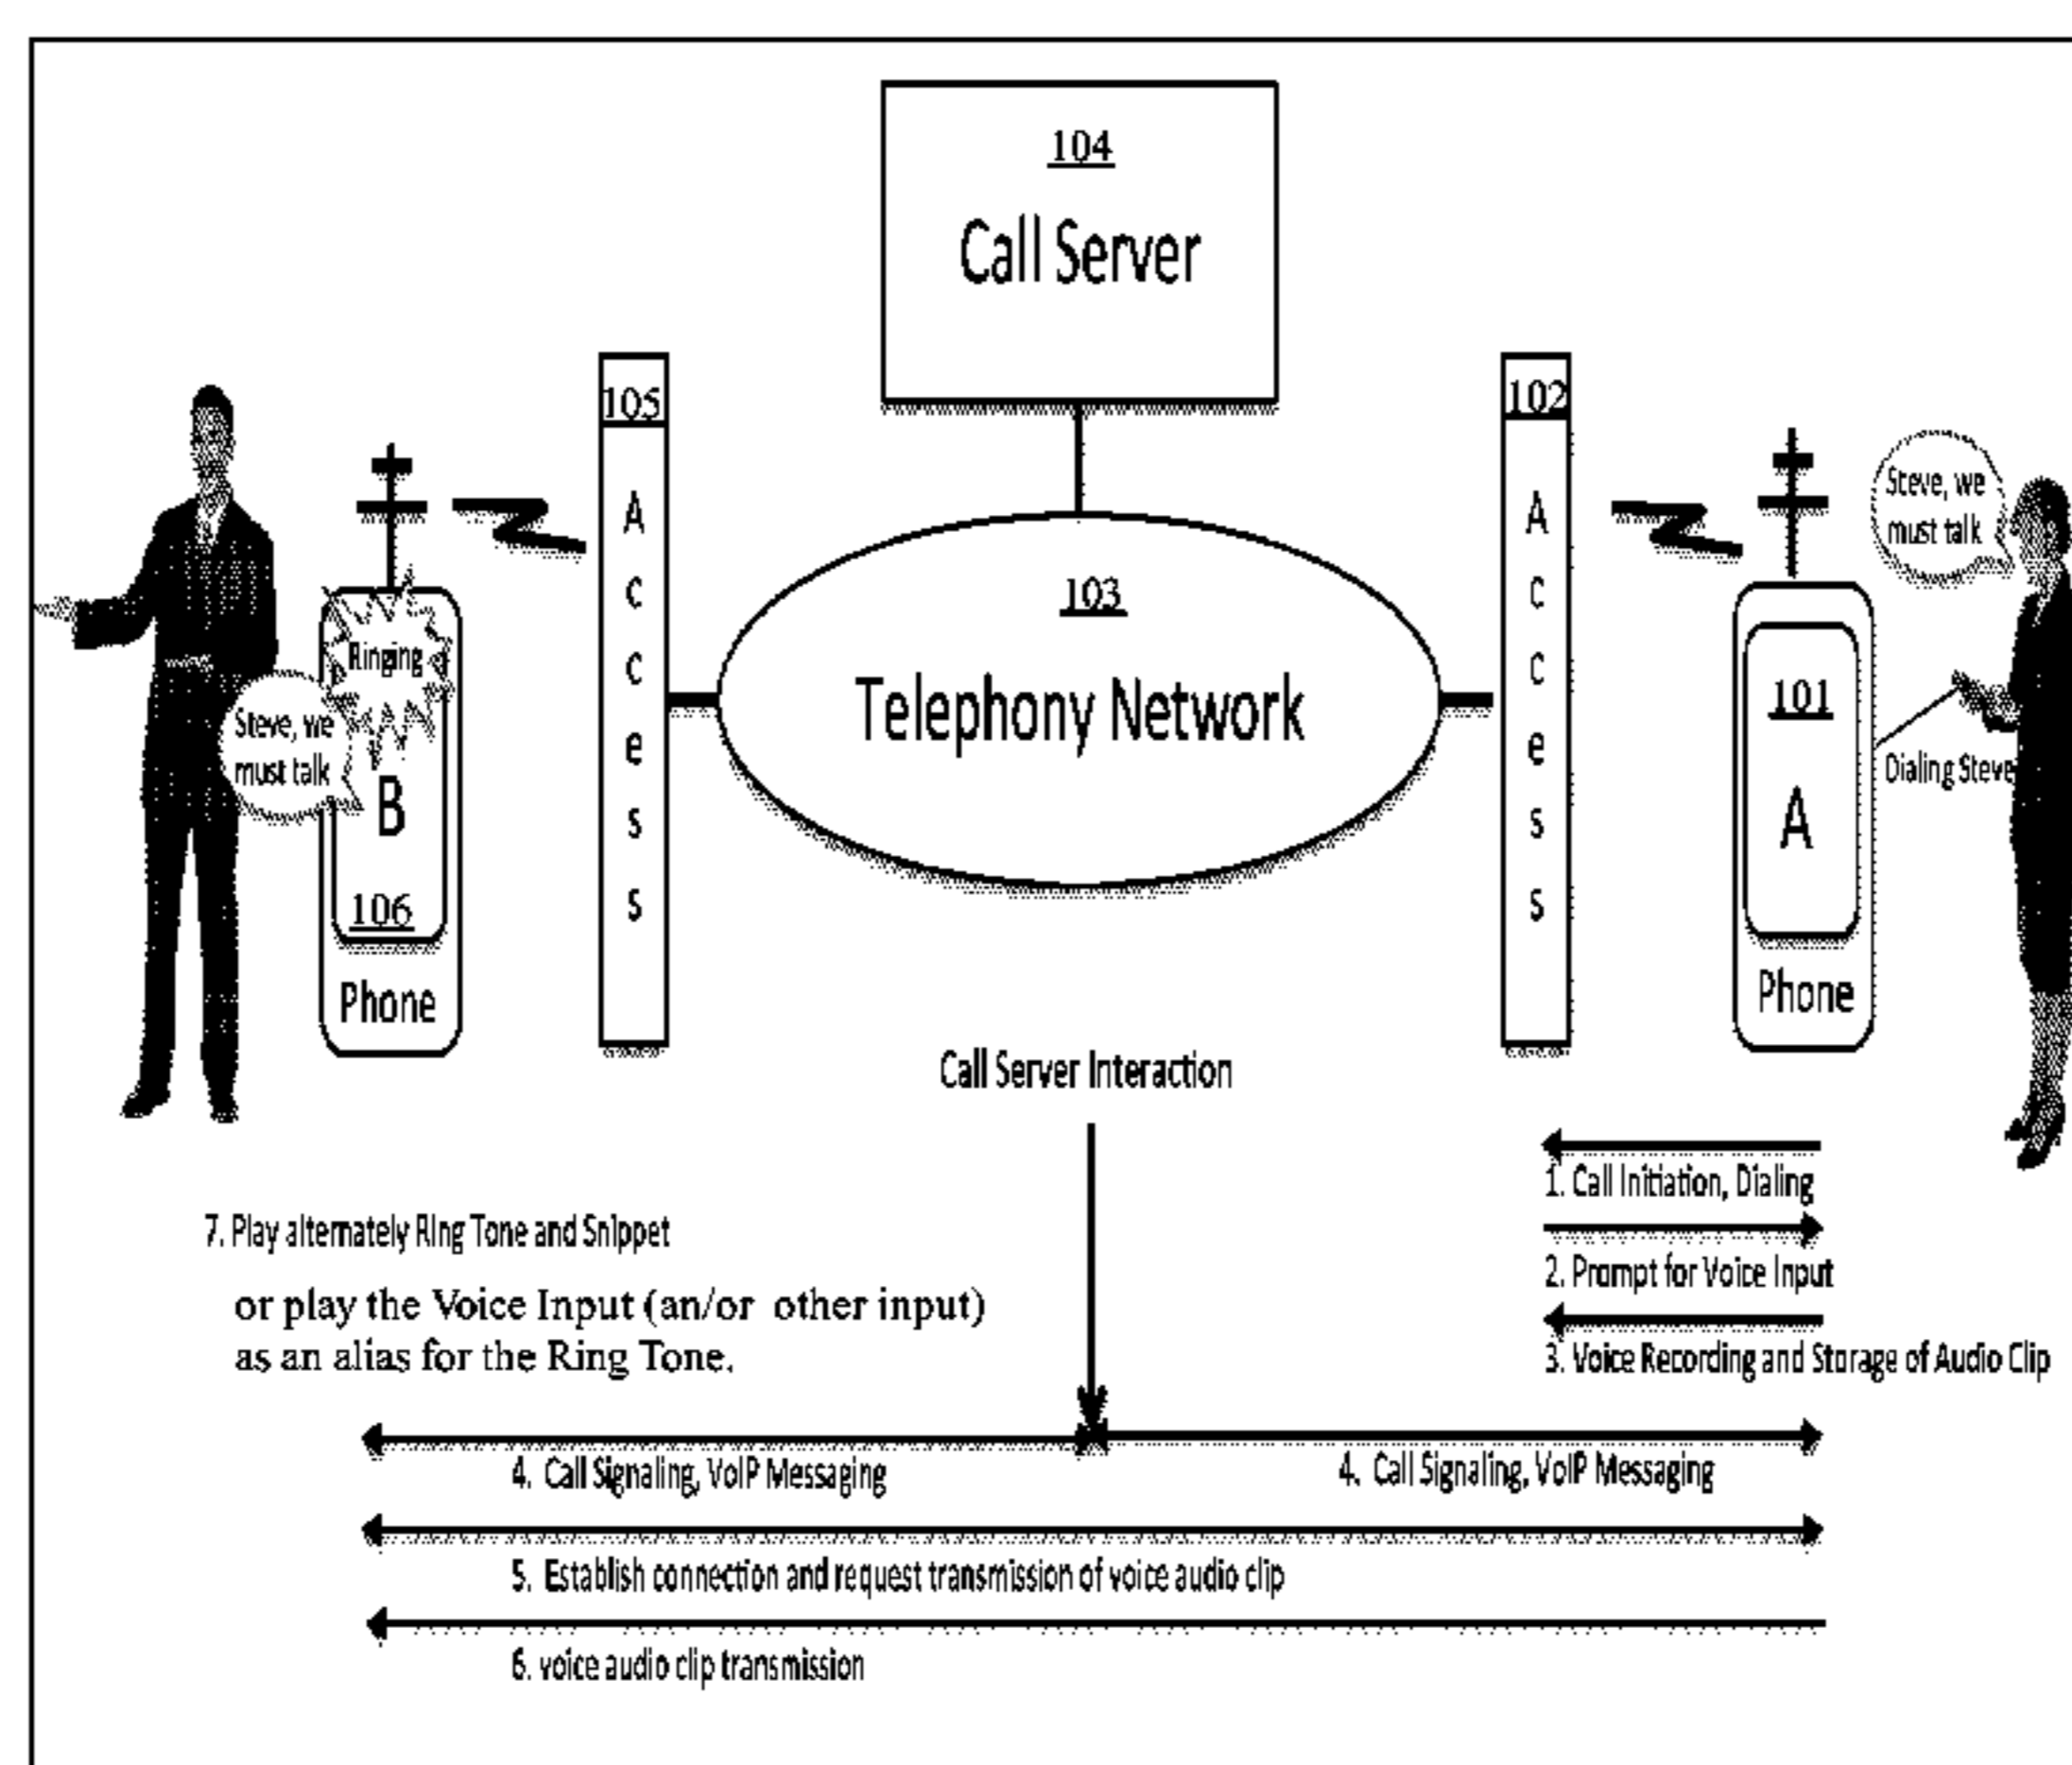 104
Call Server
105
A
c
c
e
s
s
102
A
c
c
e
s
s
103
Telephony Network
Steve, we
must talk
101
A
Phone
Dialing Steve
Ringing
Steve, we
must talk
B
106
Phone
Call Server Interaction
1. Call Initiation, Dialing
2. Prompt for Voice Input
3. Voice Recording and Storage of Audio Clip
7. Play alternately Ring Tone and Snippet
or play the Voice Input (an/or other input)
as an alias for the Ring Tone.
4. Call Signaling, VoIP Messaging
4. Call Signaling, VoIP Messaging
5. Establish connection and request transmission of voice audio clip
6. voice audio clip transmission